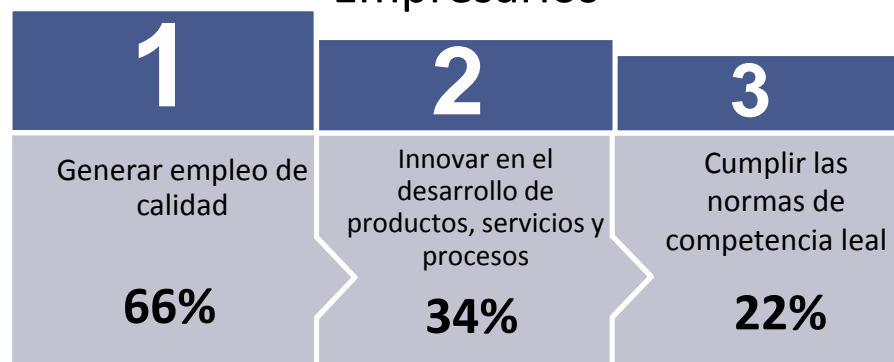 Empresarios
1
2
3
Generar empleo de
calidad
66%
Innovar en el
desarrollo de
productos, servicios y
procesos
34%
Cumplir las
normas de
competencia leal
22%